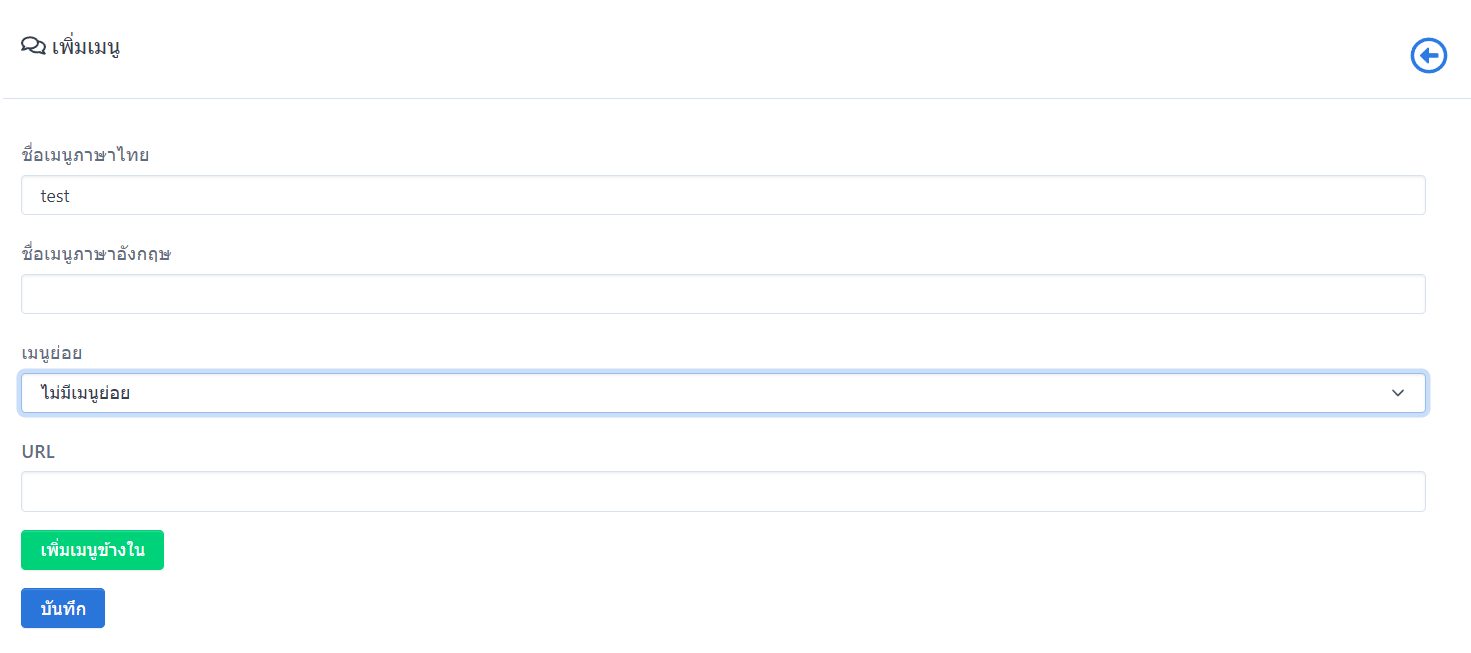 เพิ่มเมนู
ชื่อเมนูภาษาไทย
test
ชื่อเมนูภาษาอังกฤษ
เมนูย่อย
ไม่มีเมนูย่อย
URL
เพิ่มเมนูข้างใน
บันทึก